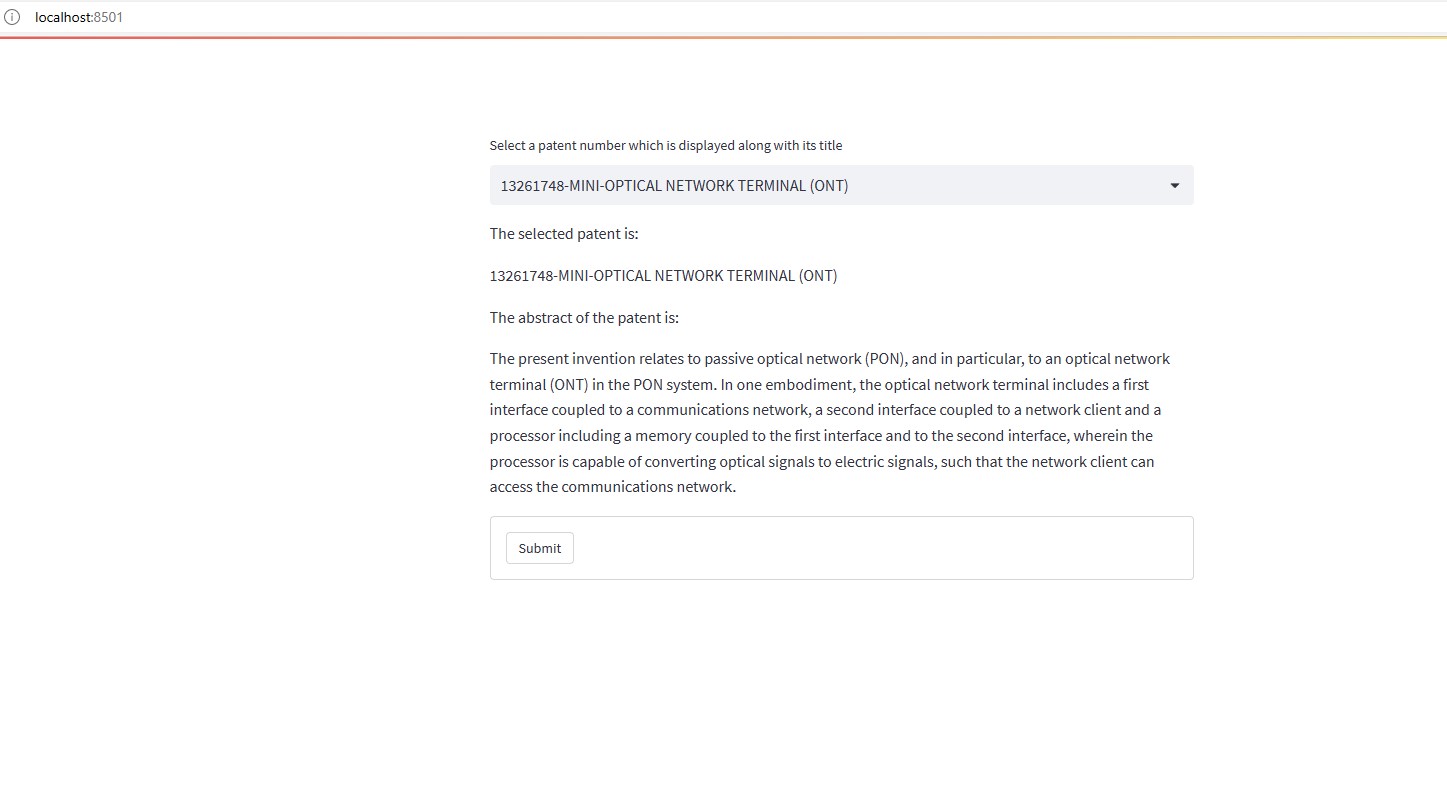 localhost:8501
Select a patent number which is displayed along with its title
13261748-MINI-OPTICAL NETWORK TERMINAL (ONT)
The selected patent is:
13261748-MINI-OPTICAL NETWORK TERMINAL (ONT)
The abstract of the patent is:
The present invention relates to passive optical network (PON), and in particular, to an optical network
terminal (ONT) in the PON system. In one embodiment, the optical network terminal includes a first
interface coupled to a communications network, a second interface coupled to a network client and a
processor including a memory coupled to the first interface and to the second interface, wherein the
processor is capable of converting optical signals to electric signals, such that the network client can
access the communications network.
Submit